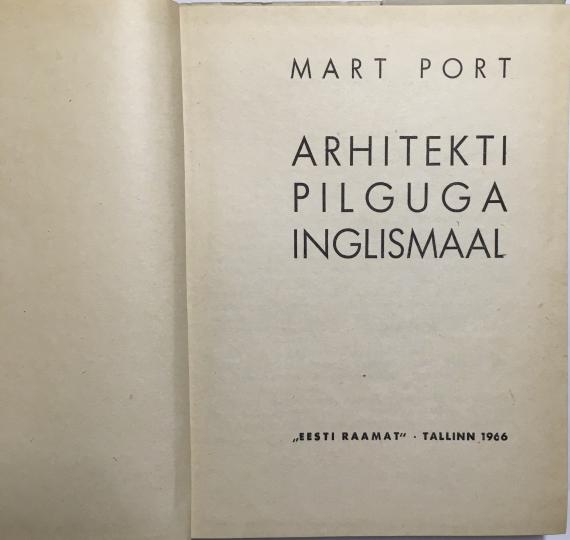 MART PORT
ARHITEKTI
PILGUGA
INGLISMAAL
„EESTI RAAMAT“ · TALLINN 1966